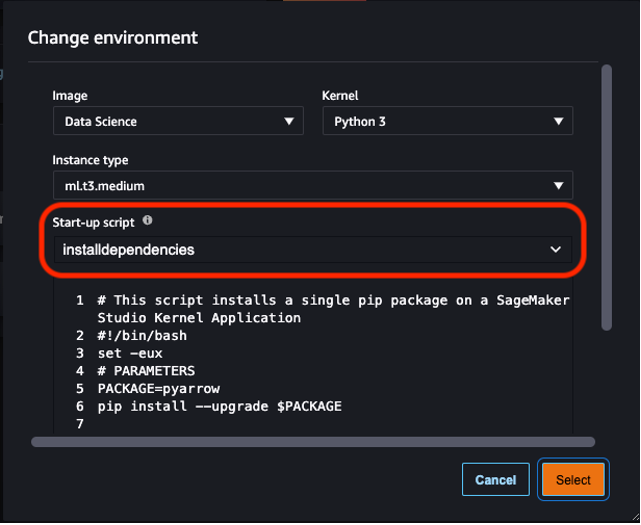 Change environment
Image
Kernel
Data Science
Python 3
Instance type
ml.t3.medium
Start-up script
installdependencies
1 # This script installs a single pip package on a SageMaker
Studio Kernel Application
2 #!/bin/bash
3 set -eux
4 # PARAMETERS
5 PACKAGE=pyarrow
6 pip install --upgrade $PACKAGE
7
Cancel
Select